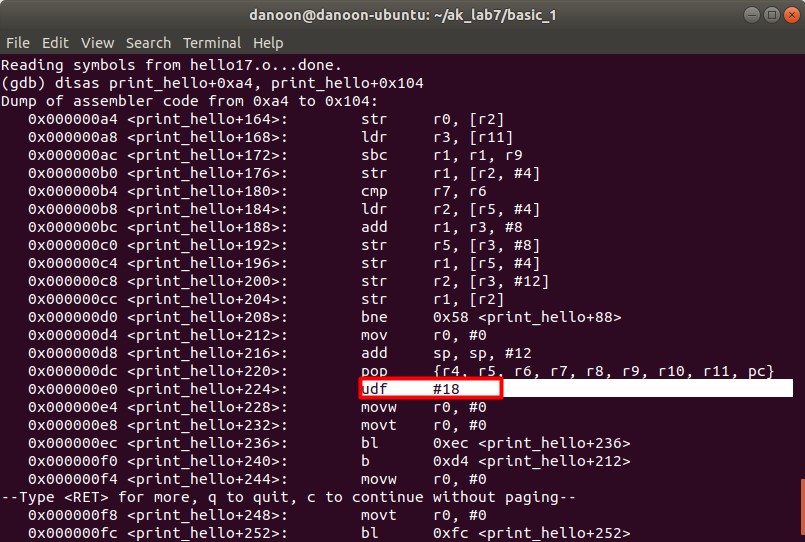 danoon@danoon-ubuntu: ~/ak_lab7/basic_1
File Edit View Search Terminal Help
Reading symbols from hello17.o...done.
(gdb) disas print_hello+0xa4, print_hello+0x104
Dump of assembler code from 0xa4 to 0x104:
0x000000a4 <print_hello+164>: str r0, [r2]
0x000000a8 <print_hello+168>: ldr r3, [r11]
0x000000ac <print_hello+172>: sbc r1, r1, r9
0x000000b0 <print_hello+176>: str r1, [r2, #4]
0x000000b4 <print_hello+180>: cmp r7, r6
0x000000b8 <print_hello+184>: ldr r2, [r5, #4]
0x000000bc <print_hello+188>: add r1, r3, #8
0x000000c0 <print_hello+192>: str r5, [r3, #8]
0x000000c4 <print_hello+196>: str r1, [r5, #4]
0x000000c8 <print_hello+200>: str r2, [r3, #12]
0x000000cc <print_hello+204>: str r1, [r2]
0x000000d0 <print_hello+208>: bne 0x58 <print_hello+88>
0x000000d4 <print_hello+212>: mov r0, #0
0x000000d8 <print_hello+216>: add sp, sp, #12
0x000000dc <print_hello+220>: pop {r4, r5, r6, r7, r8, r9, r10, r11, pc}
0x000000e0 <print_hello+224>: udf #18
0x000000e4 <print_hello+228>: movw r0, #0
0x000000e8 <print_hello+232>: movt r0, #0
0x000000ec <print_hello+236>: bl 0xec <print_hello+236>
0x000000f0 <print_hello+240>: b 0xd4 <print_hello+212>
0x000000f4 <print_hello+244>: movw r0, #0
--Type <RET> for more, q to quit, c to continue without paging--
0x000000f8 <print_hello+248>: movt r0, #0
0x000000fc <print_hello+252>: bl 0xfc <print_hello+252>